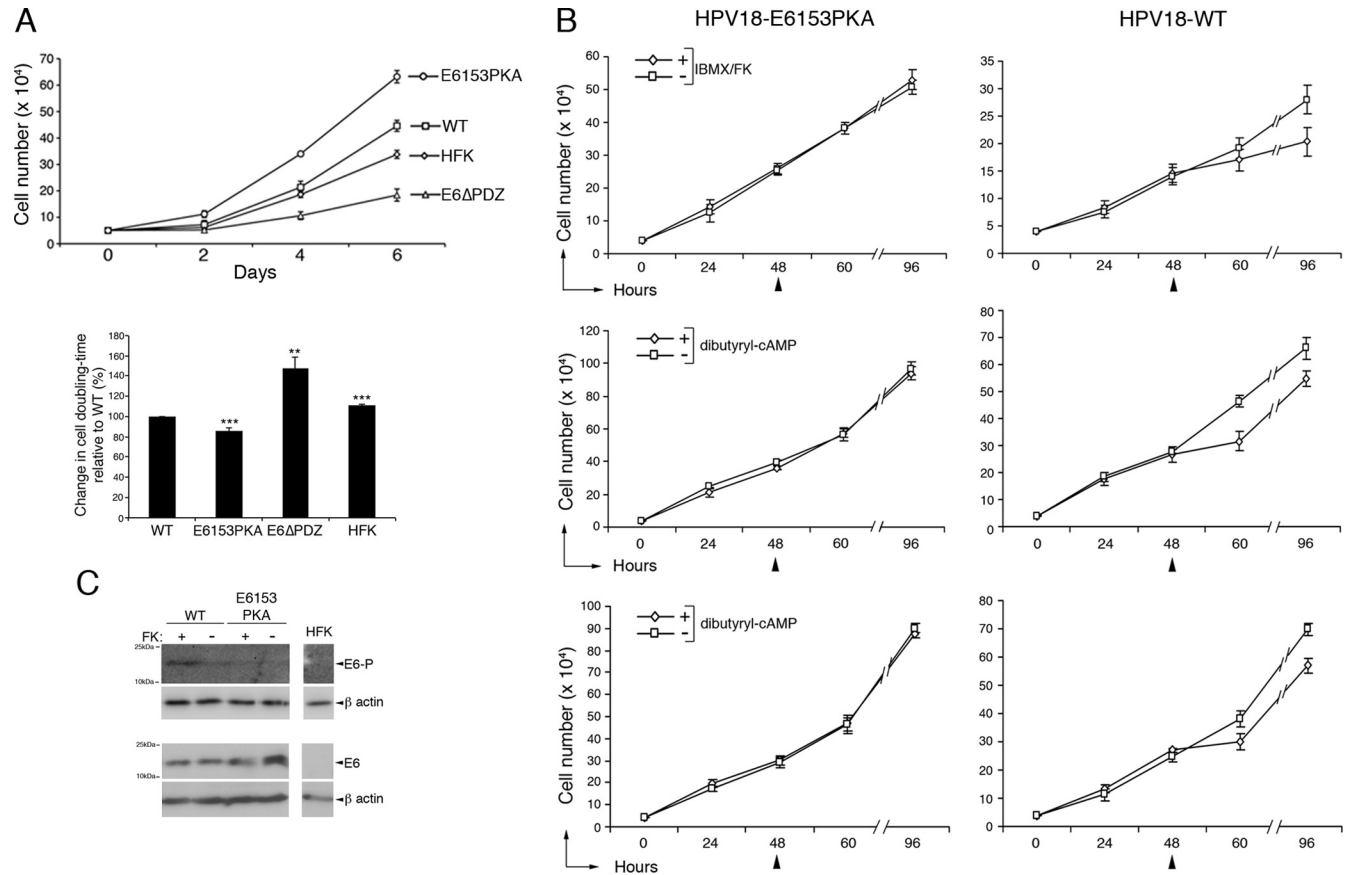 A
Cell number (x 10⁴)
70
60
50
40
30
20
10
0
0
2
4
6
Days
E6153PKA
WT
HFK
E6ΔPDZ
Change in cell doubling-time
relative to WT (%)
180
160
140
120
100
80
60
40
20
0
***
**
***
WT
E6153PKA
E6ΔPDZ
HFK
B
HPV18-E6153PKA
HPV18-WT
Cell number (x 10⁴)
60
50
40
30
20
10
0
+
-
IBMX/FK
0
24
48
60
96
Hours
35
30
25
20
15
10
5
0
0
24
48
60
96
Cell number (x 10⁴)
120
100
80
60
40
20
0
+
-
dibutyryl-cAMP
0
24
48
60
96
Hours
80
70
60
50
40
30
20
10
0
0
24
48
60
96
Cell number (x 10⁴)
100
90
80
70
60
50
40
30
20
10
0
+
-
dibutyryl-cAMP
0
24
48
60
96
Hours
80
70
60
50
40
30
20
10
0
0
24
48
60
96
C
WT
E6153
PKA
FK: + - + - HFK
25kDa
10kDa
E6-P
β actin
25kDa
10kDa
E6
β actin